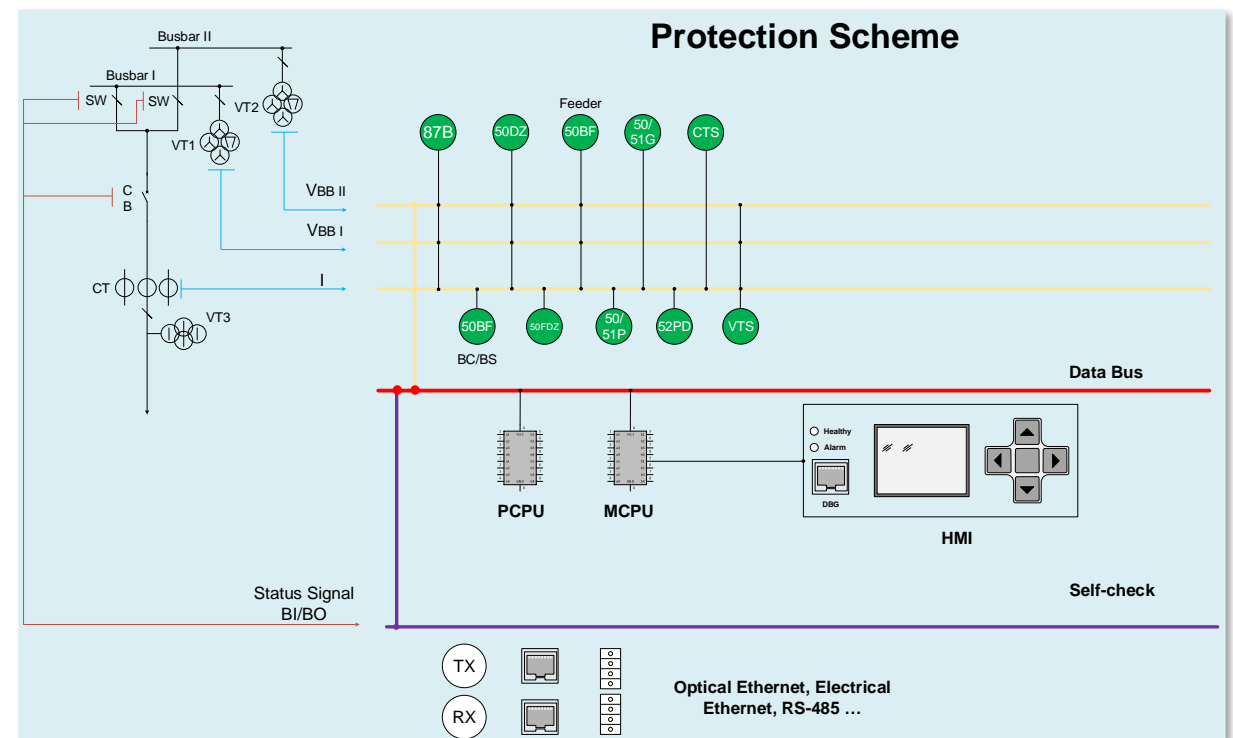 Protection Scheme
Busbar II
Busbar I
SW
SW
VT2
VT1
C
B
VBB II
VBB I
I
CT
VT3
Feeder
87B
50DZ
50BF
50/
51G
CTS
50BF
50FDZ
50/
51P
52PD
VTS
BC/BS
Data Bus
PCPU
MCPU
Healthy
Alarm
DBG
HMI
Self-check
Status Signal
BI/BO
TX
RX
Optical Ethernet, Electrical
Ethernet, RS-485 …